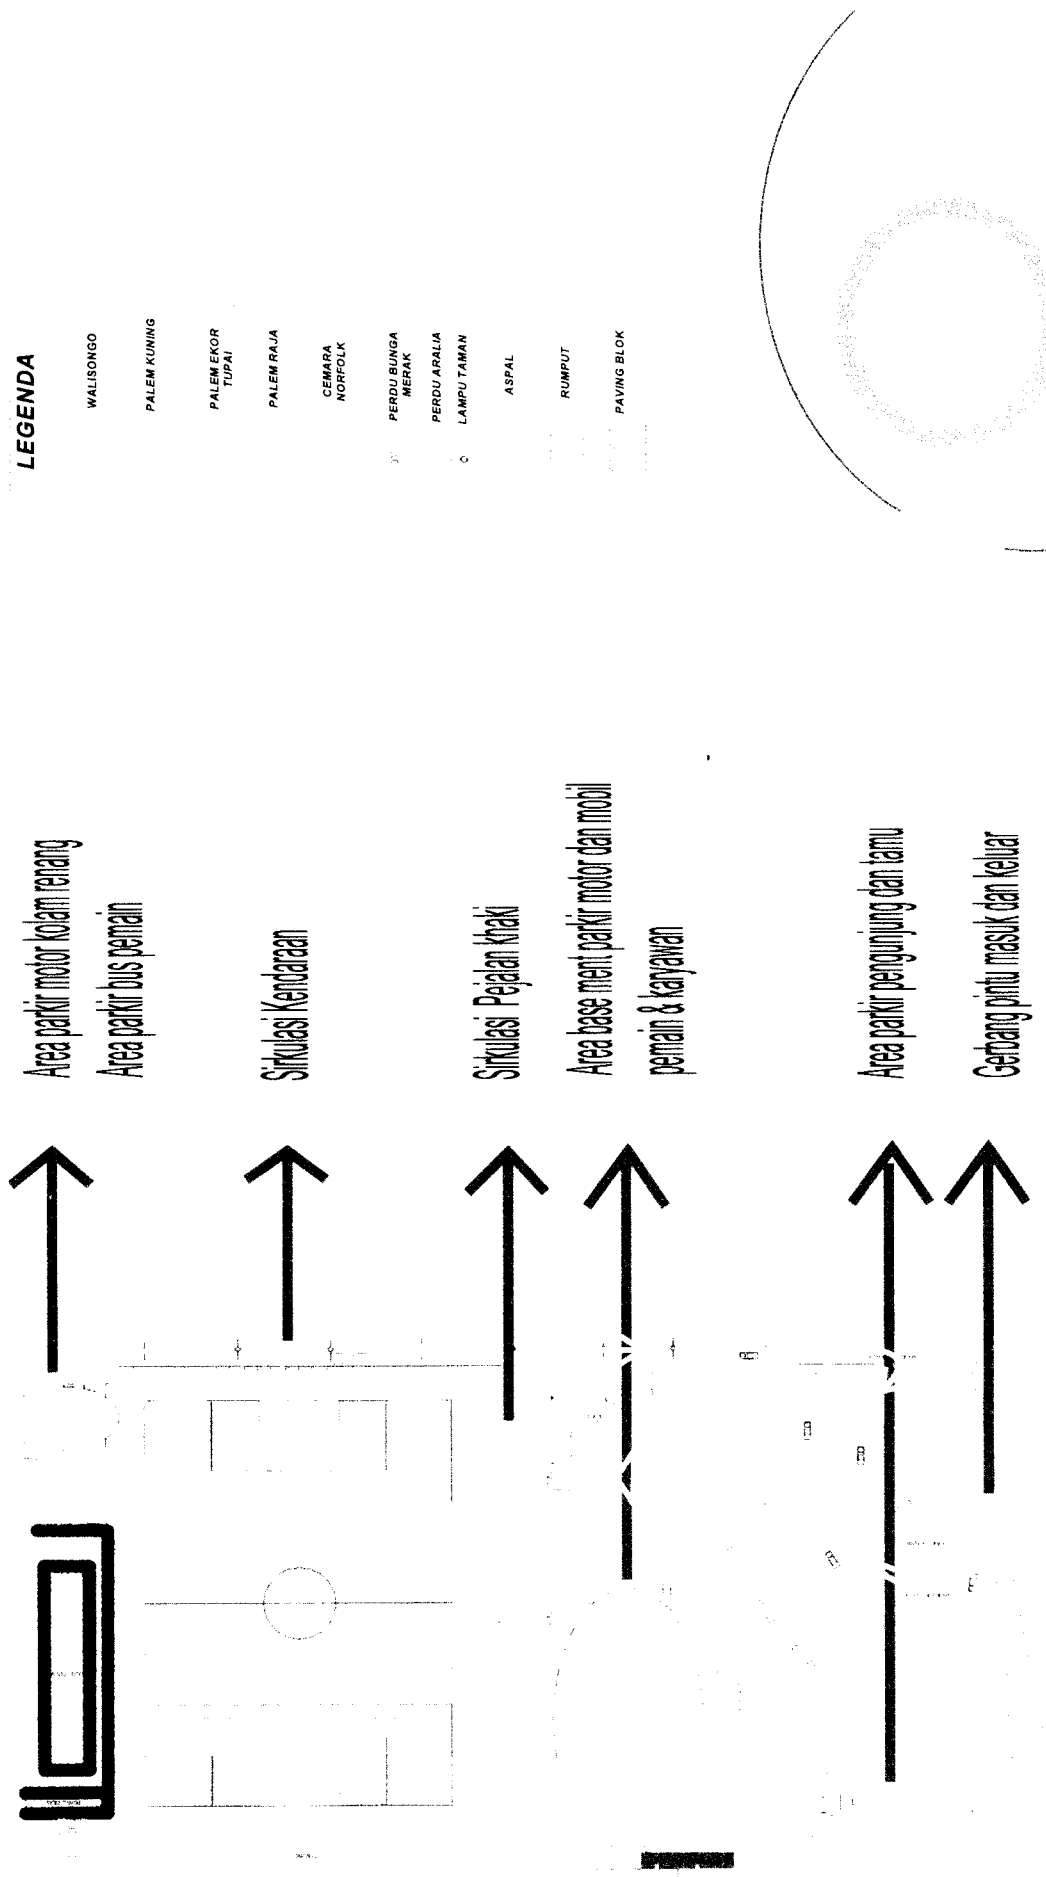 LEGENDA
WALISONGO
PALEM KUNING
PALEM EKOR
TUPAI
PALEM RAJA
CEMARA
NORFOLK
PERDU BUNGA
MERAK
PERDU ARALIA
LAMPU TAMAN
ASPAL
RUMPUT
PAVING BLOK
Area parkir motor kolam renang
Area parkir bus pemain
Sirkulasi Kendaraan
Sirkulasi Pejalan khaki
Area base ment parkir motor dan mobil
pemain & karyawan
Area parkir pengunjung dan tamu
Gerbang pintu masuk dan keluar